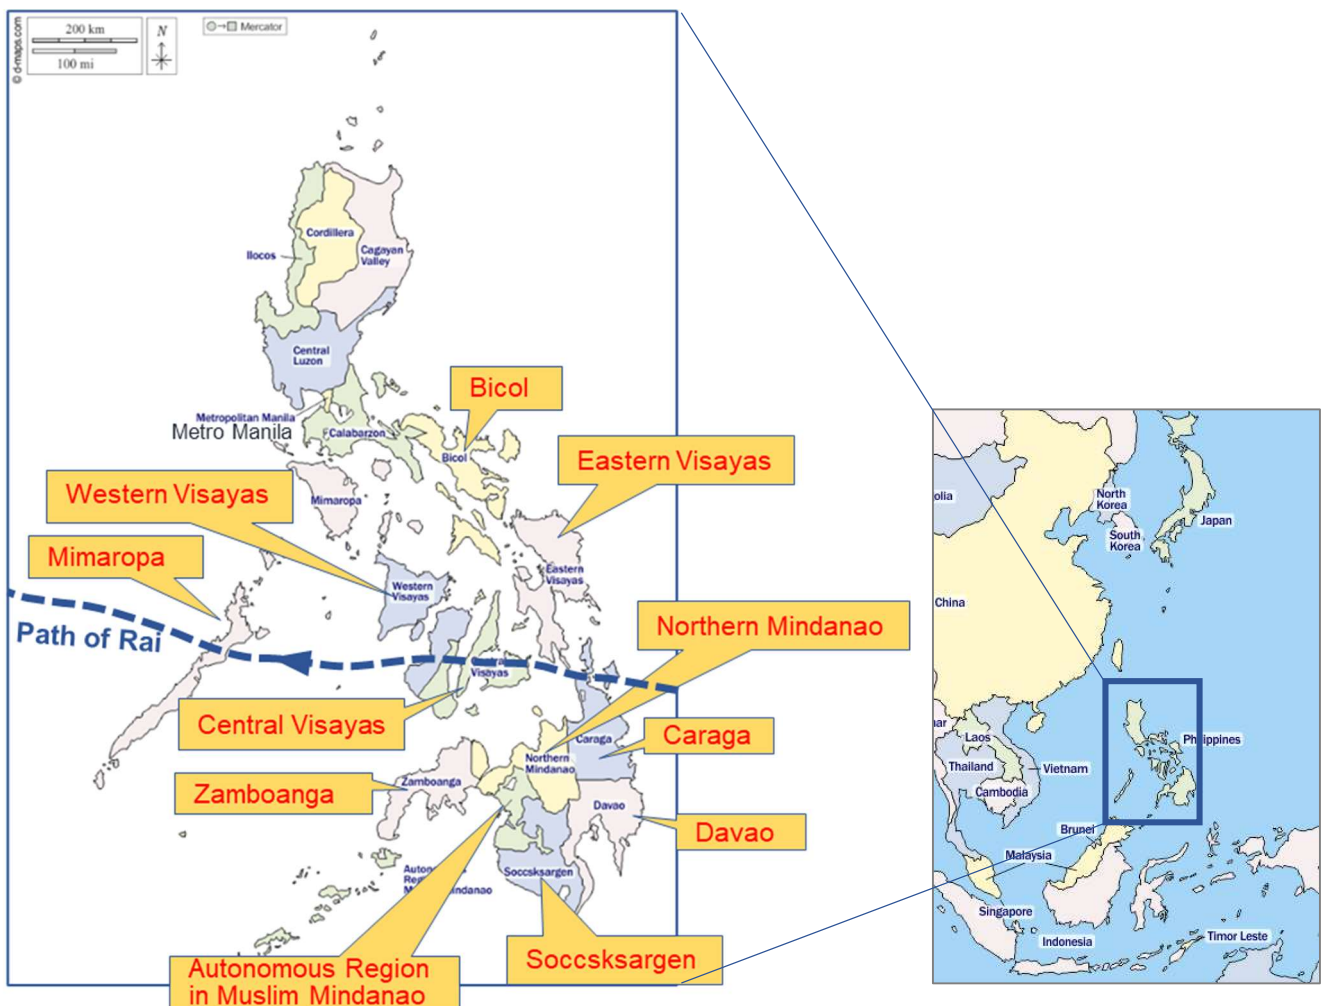 200 km
100 mi
N
Mercator
© d-maps.com
Cordillera
Ilocos
Cagayan
Valley
Central
Luzon
Bicol
Metropolitan Manila
Metro Manila
Calabarzon
Bicol
Eastern Visayas
Western Visayas
Mimaropa
Mimaropa
Western
Visayas
Eastern
Visayas
Path of Rai
Northern Mindanao
Visayas
Central Visayas
Caraga
Caraga
Northern
Mindanao
Zamboanga
Zamboanga
Davao
Davao
Soccsksargen
Autonomous Region
in Muslim Mindanao
Soccsksargen
olia
North
Korea
South
Korea
Japan
China
nar
Laos
Philippines
Thailand
Vietnam
Cambodia
Brunei
Malaysia
Singapore
Indonesia
Timor Leste